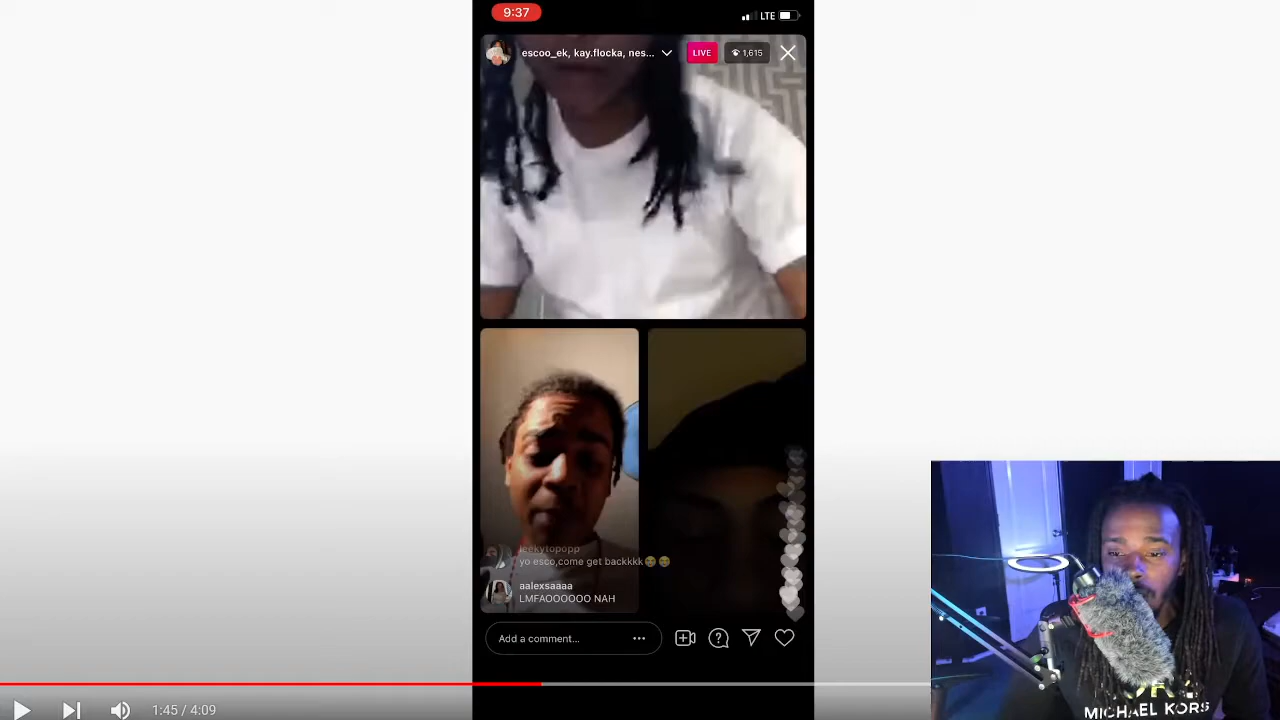 9:37
LTE
escoo_ek, kay.flocka, nes...
LIVE
1,615
leekytopopp
yo esco,come get backkkk😂😂
aalexsaaaa
LMFAOOOOOO NAH
Add a comment...
1:45 / 4:09
MICHAEL KORS